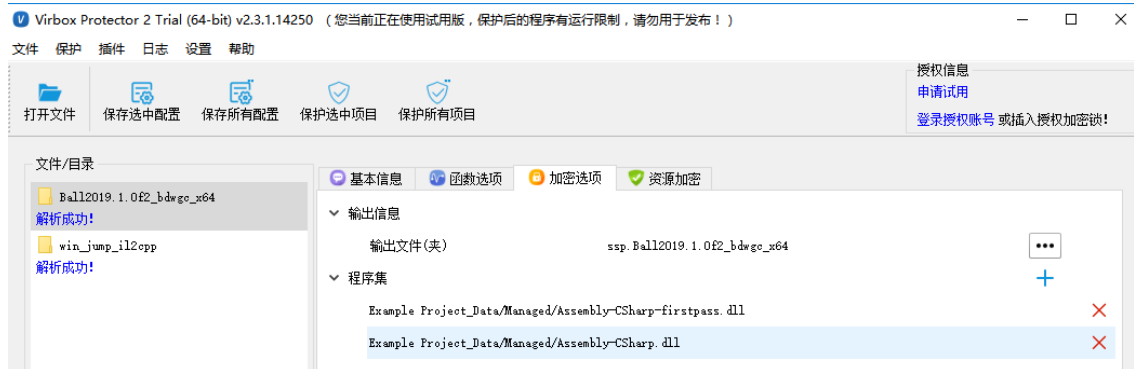 Virbox Protector 2 Trial (64-bit) v2.3.1.14250 （您当前正在使用试用版，保护后的程序有运行限制，请勿用于发布！）
文件 保护 插件 日志 设置 帮助
打开文件 保存选中配置 保存所有配置 保护选中项目 保护所有项目
授权信息
申请试用
登录授权账号 或插入授权加密锁!
文件/目录
Ball2019.1.0f2_bdwgc_x64
解析成功!
win_jump_il2cpp
解析成功!
基本信息 函数选项 加密选项 资源加密
输出信息
输出文件(夹) ssp.Ball2019.1.0f2_bdwgc_x64
程序集
Example Project_Data/Managed/Assembly-CSharp-firstpass.dll
Example Project_Data/Managed/Assembly-CSharp.dll